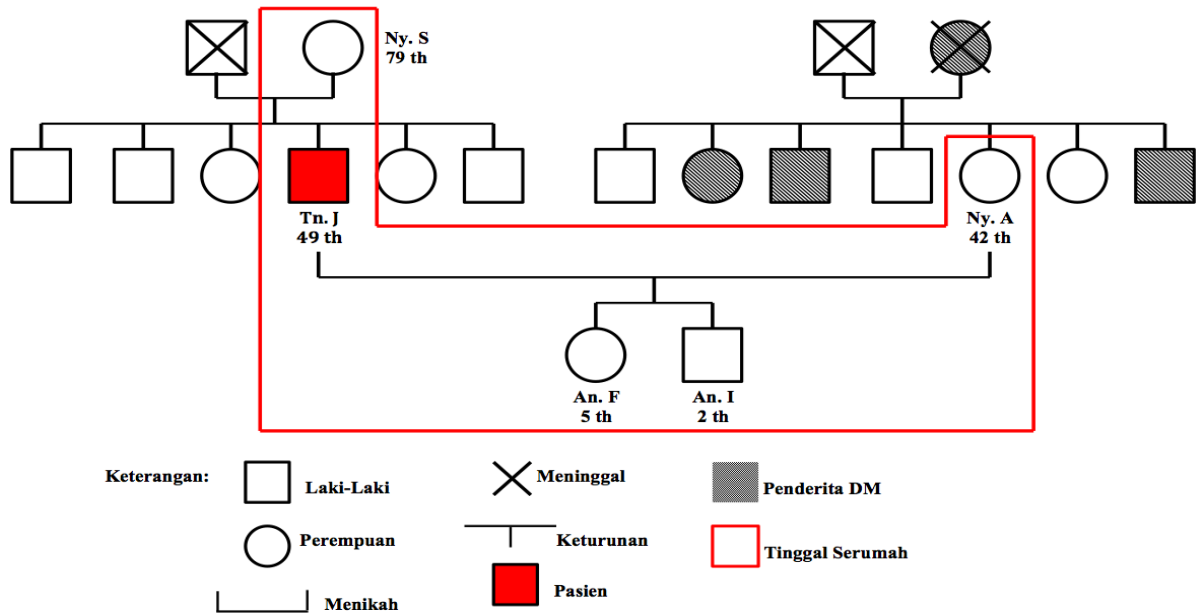 Ny. S
79 th
Tn. J
49 th
Ny. A
42 th
An. F
5 th
An. I
2 th
Keterangan:
Laki-Laki
Meninggal
Penderita DM
Perempuan
Keturunan
Tinggal Serumah
Pasien
Menikah